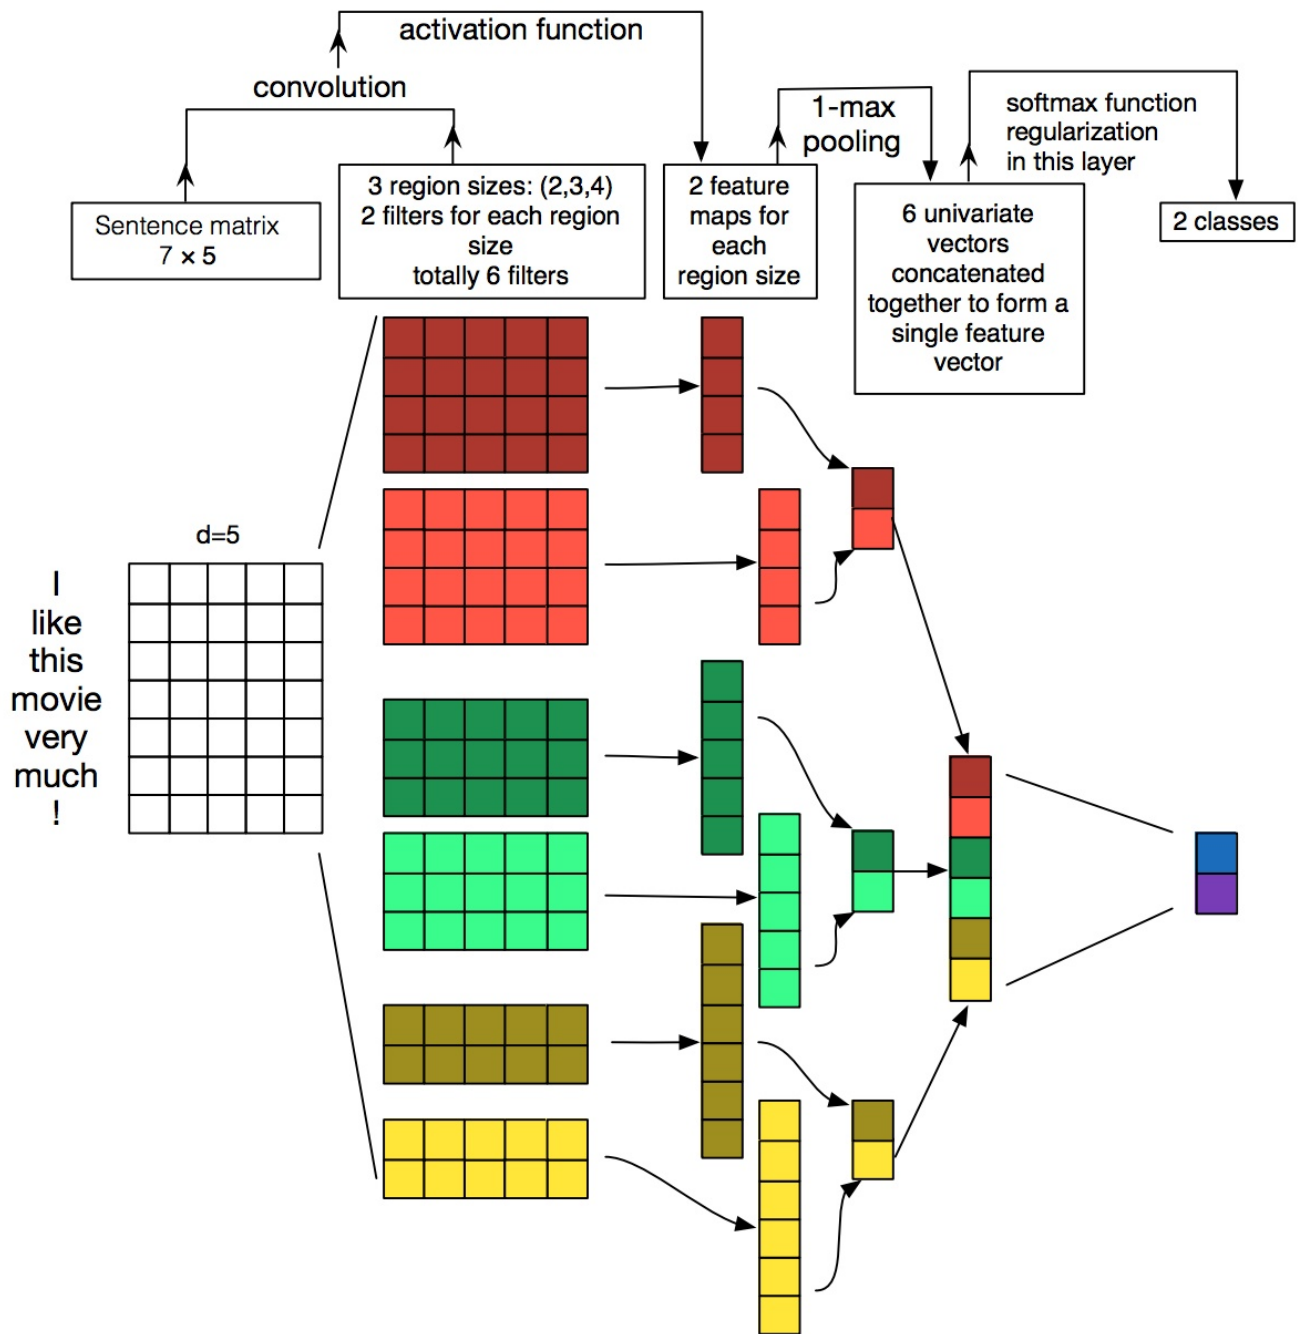 activation function
convolution
1-max
pooling
softmax function
regularization
in this layer
Sentence matrix
7 × 5
3 region sizes: (2,3,4)
2 filters for each region
size
totally 6 filters
2 feature
maps for
each
region size
6 univariate
vectors
concatenated
together to form a
single feature
vector
2 classes
d=5
I
like
this
movie
very
much
!